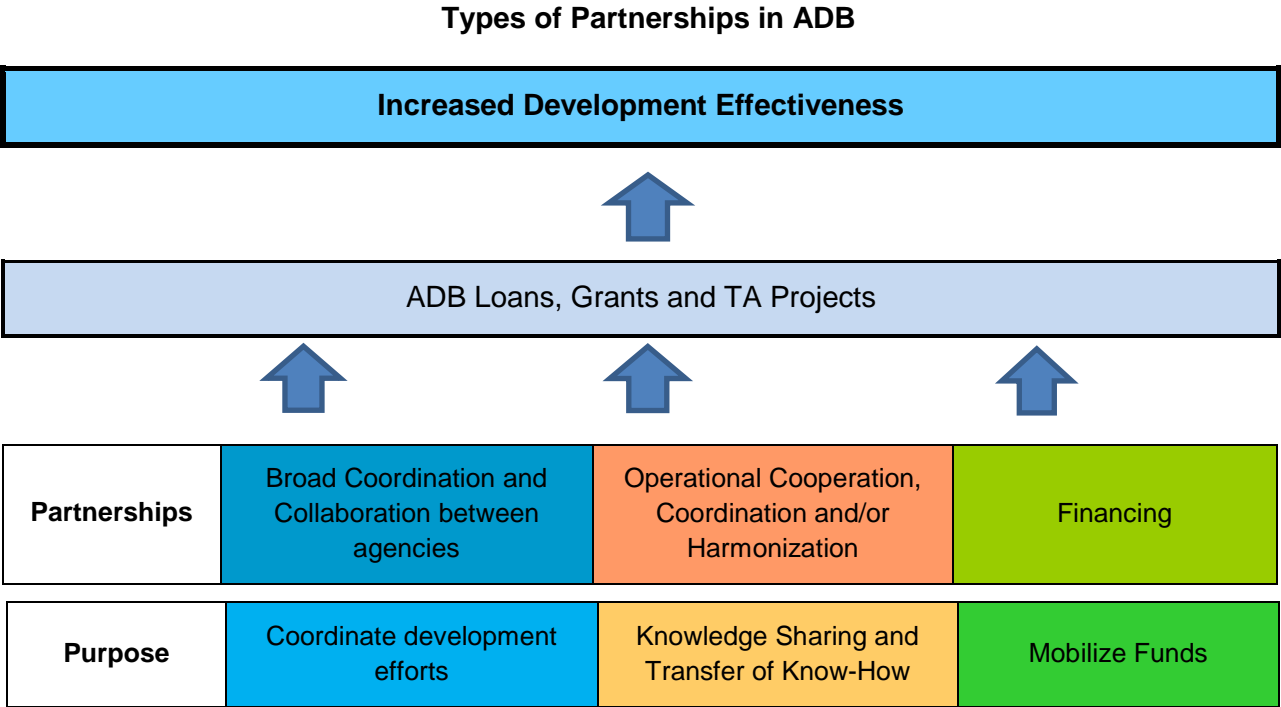 Types of Partnerships in ADB
Increased Development Effectiveness
ADB Loans, Grants and TA Projects
Partnerships
Broad Coordination and
Collaboration between
agencies
Operational Cooperation,
Coordination and/or
Harmonization
Financing
Purpose
Coordinate development
efforts
Knowledge Sharing and
Transfer of Know-How
Mobilize Funds